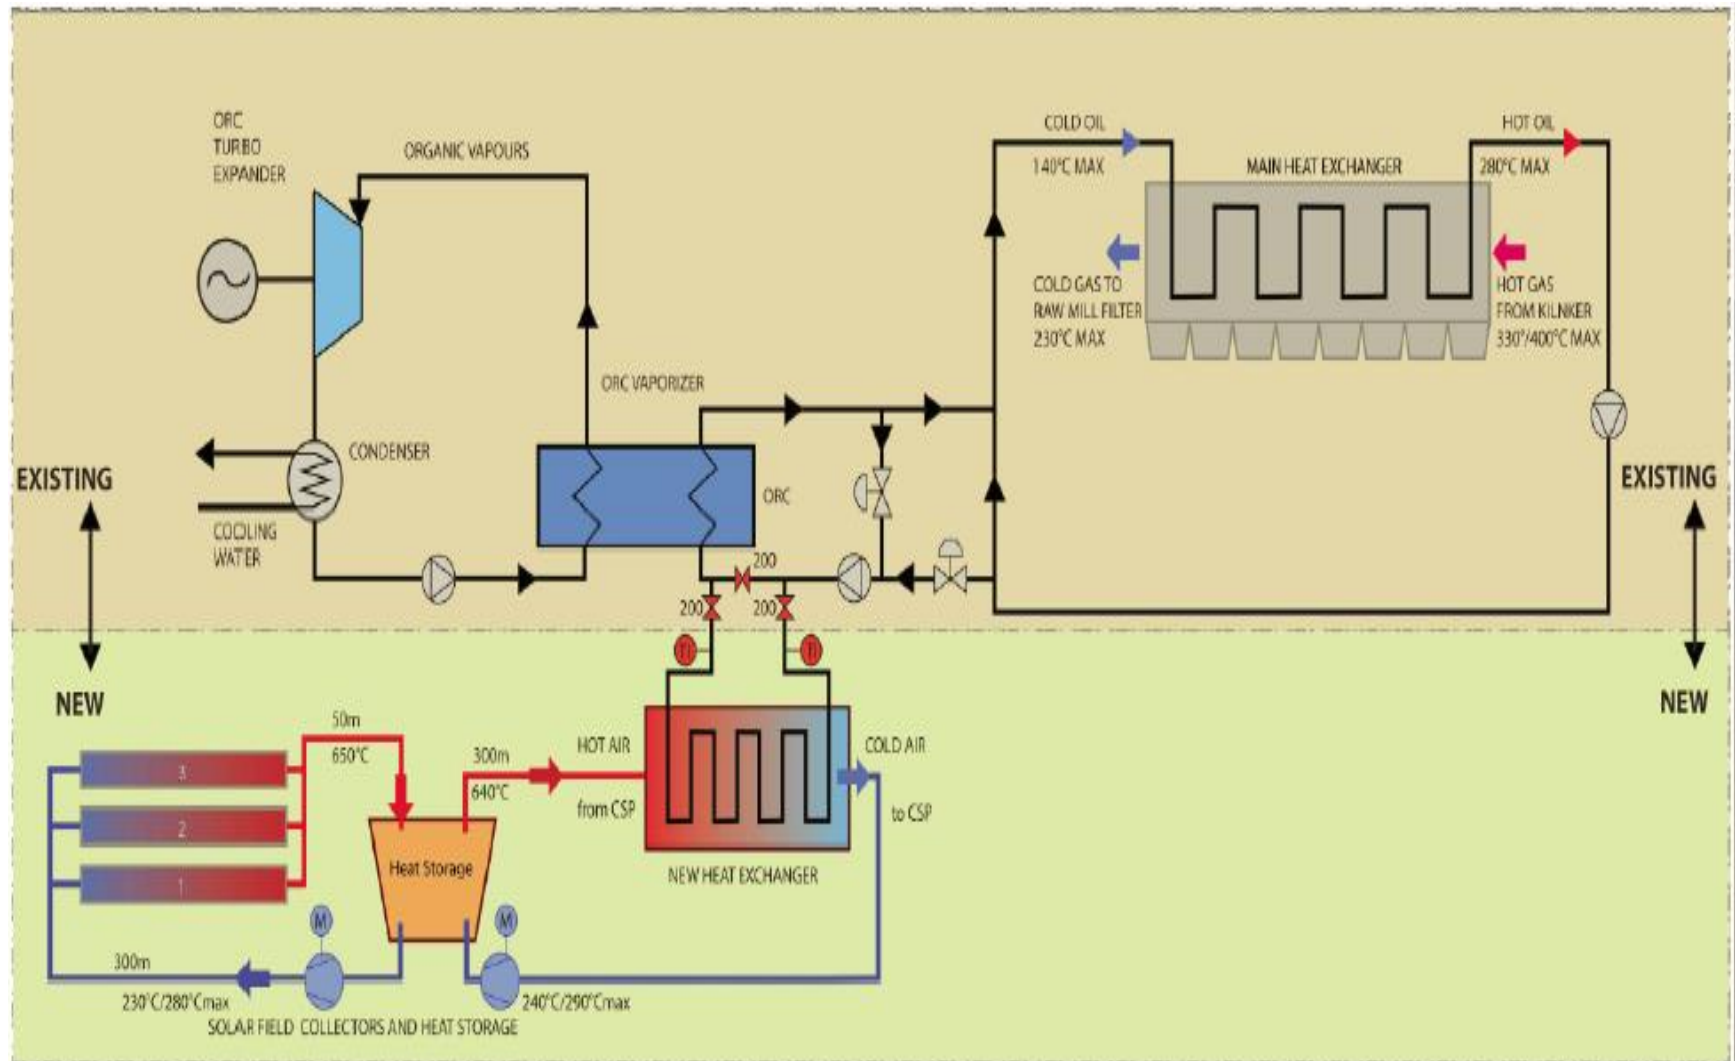 ORC
TURBO
EXPANDER
ORGANIC VAPOURS
COLD OIL
140°C MAX
MAIN HEAT EXCHANGER
HOT OIL
280°C MAX
COLD GAS TO
RAW MILL FILTER
230°C MAX
HOT GAS
FROM KILNKER
330°/400°C MAX
ORC VAPORIZER
CONDENSER
ORC
COOLING
WATER
EXISTING
EXISTING
200
200
200
TI
TI
NEW
NEW
50m
650°C
300m
640°C
HOT AIR
from CSP
COLD AIR
to CSP
3
2
1
Heat Storage
NEW HEAT EXCHANGER
M
M
300m
230°C/280°Cmax
240°C/290°Cmax
SOLAR FIELD COLLECTORS AND HEAT STORAGE